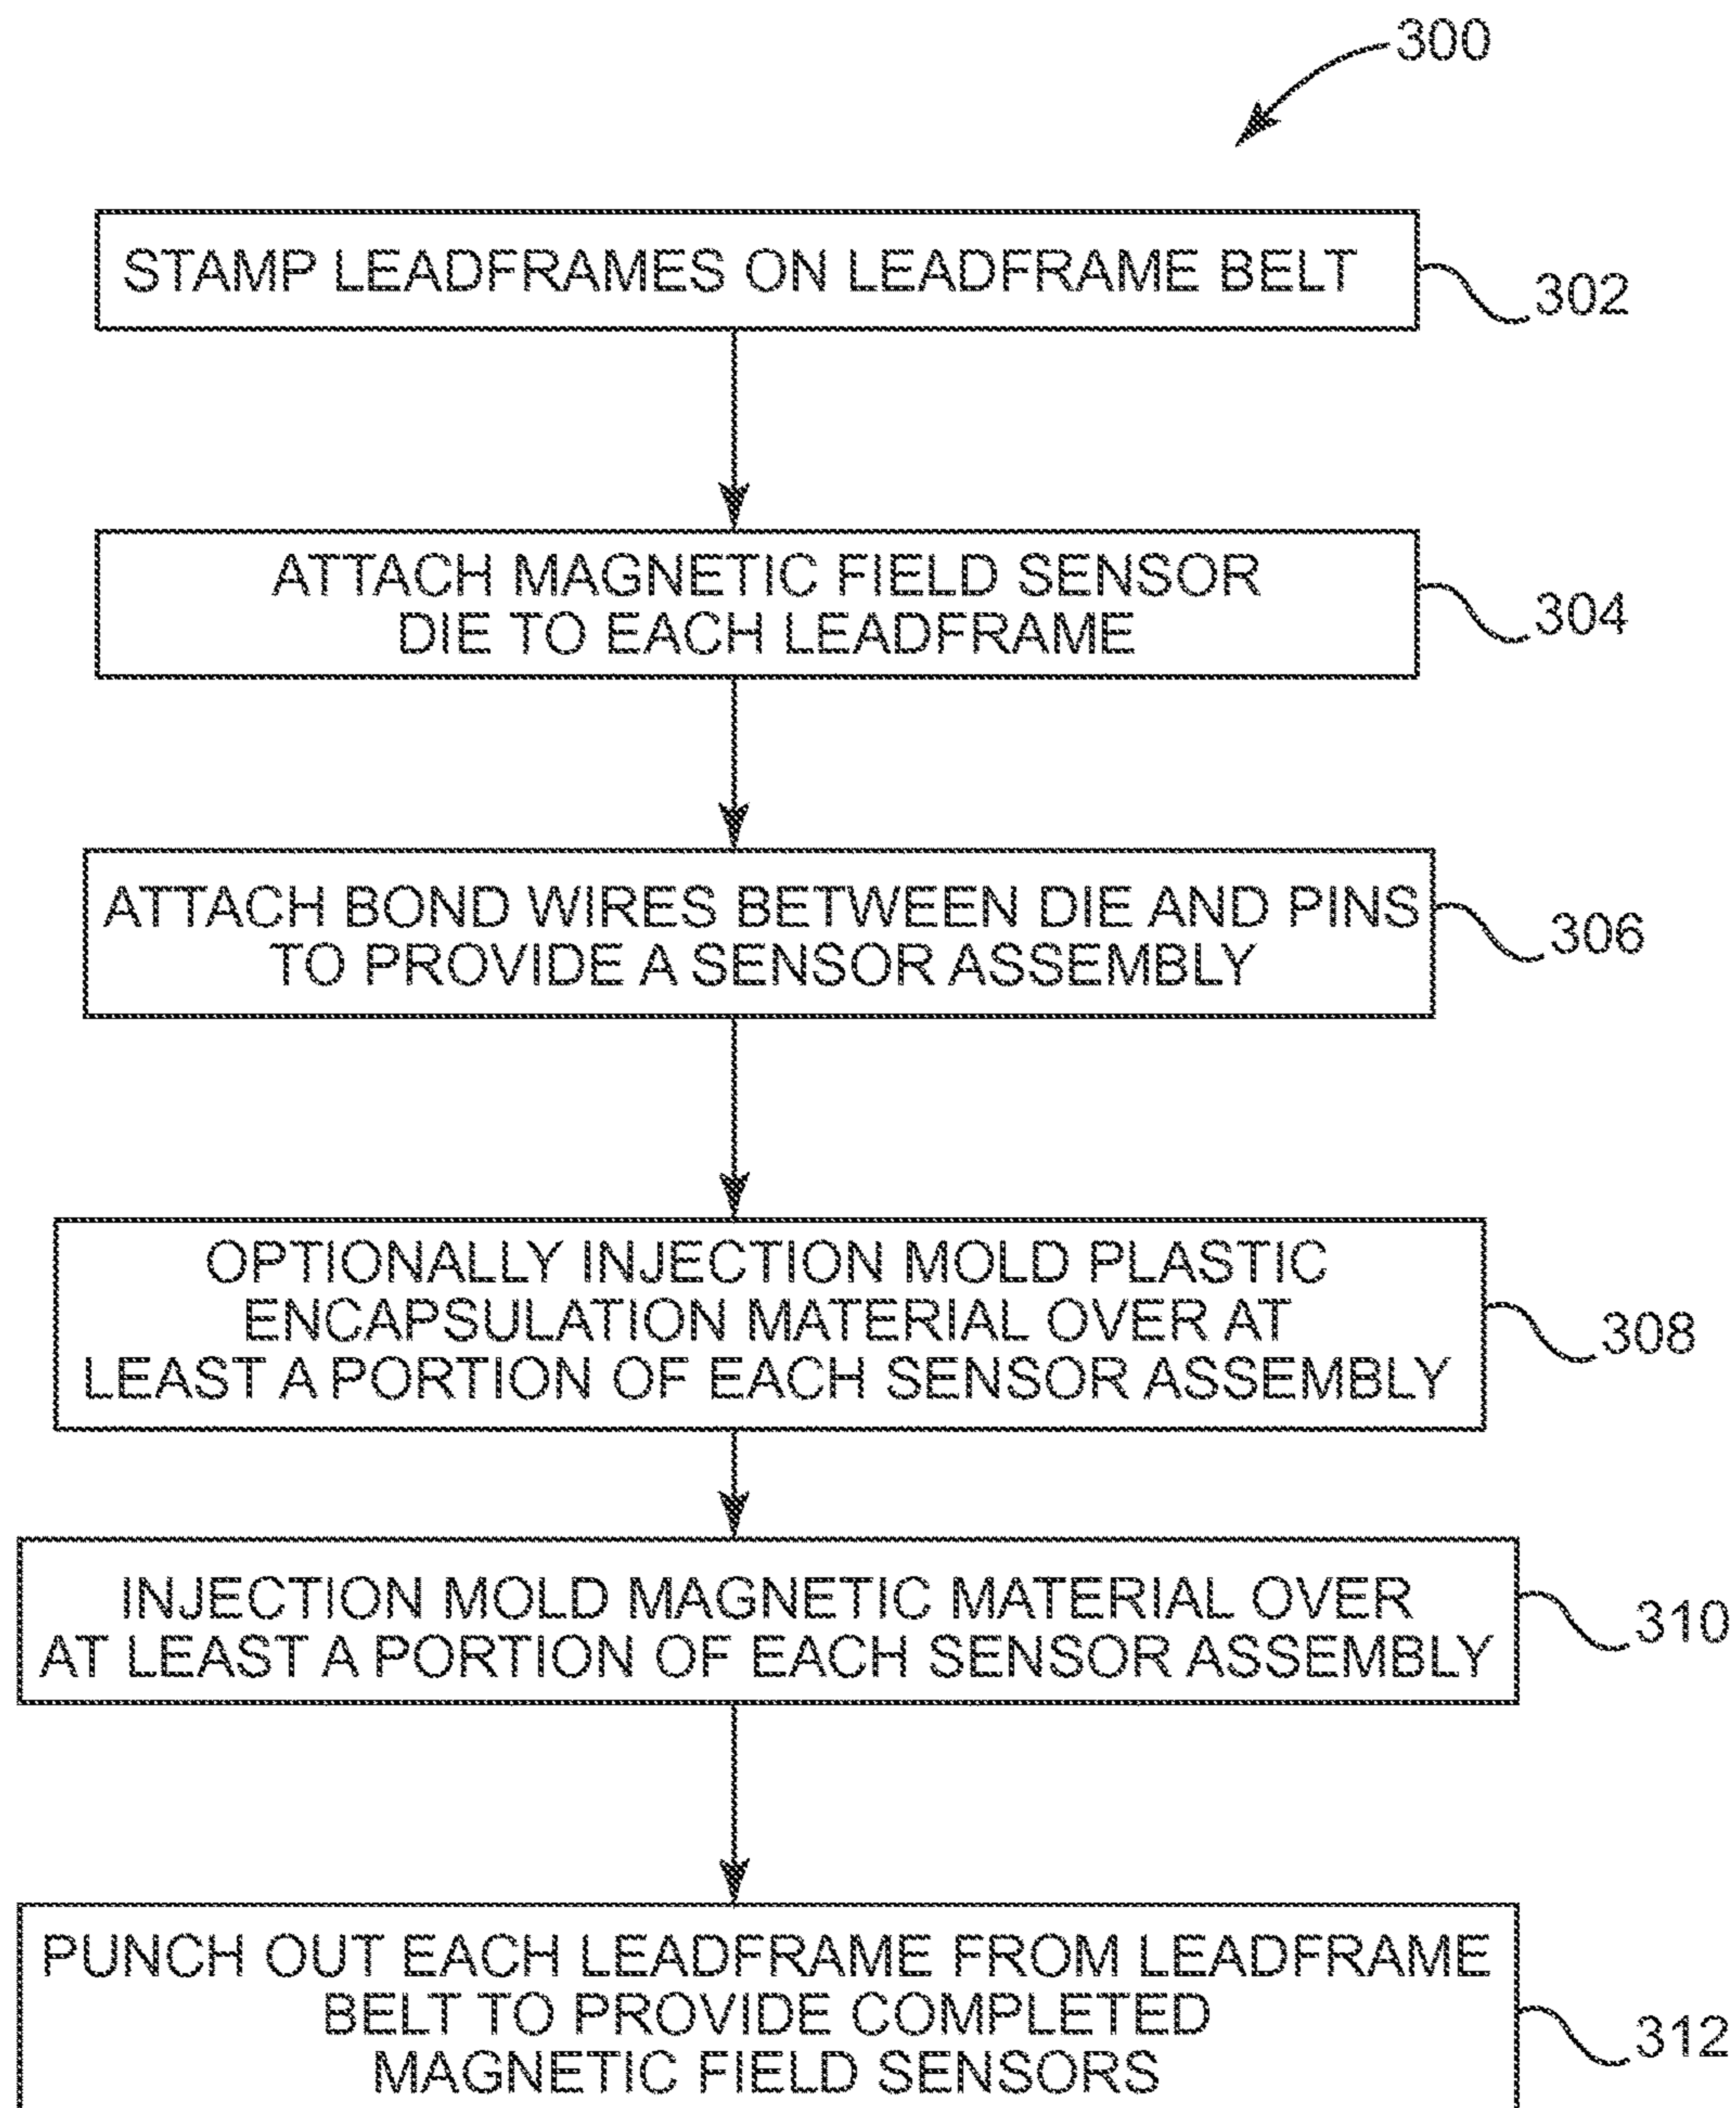 300
STAMP LEADFRAMES ON LEADFRAME BELT
302
ATTACH MAGNETIC FIELD SENSOR
DIE TO EACH LEADFRAME
304
ATTACH BOND WIRES BETWEEN DIE AND PINS
TO PROVIDE A SENSOR ASSEMBLY
306
OPTIONALLY INJECTION MOLD PLASTIC
ENCAPSULATION MATERIAL OVER AT
LEAST A PORTION OF EACH SENSOR ASSEMBLY
308
INJECTION MOLD MAGNETIC MATERIAL OVER
AT LEAST A PORTION OF EACH SENSOR ASSEMBLY
310
PUNCH OUT EACH LEADFRAME FROM LEADFRAME
BELT TO PROVIDE COMPLETED
MAGNETIC FIELD SENSORS
312